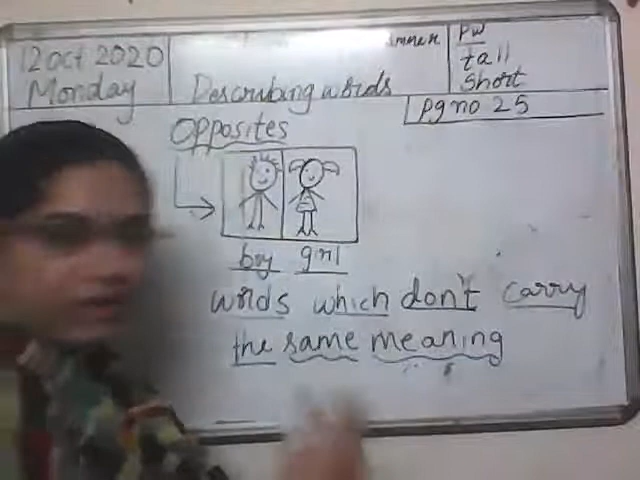 12 Oct 2020
Monday
Describing words
PW
tall
short
pg no 25
Opposites
boy girl
words which don't carry
the same meaning